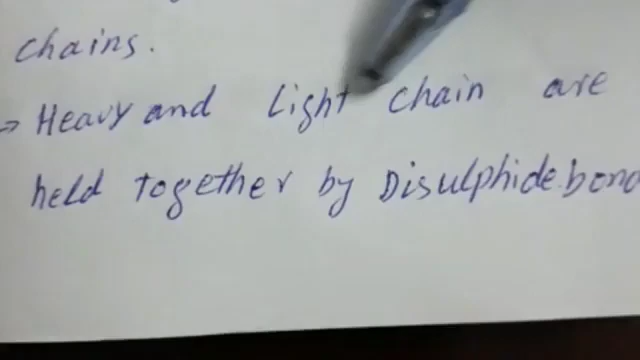 chains.
→ Heavy and Light chain are
held together by Disulphide bond